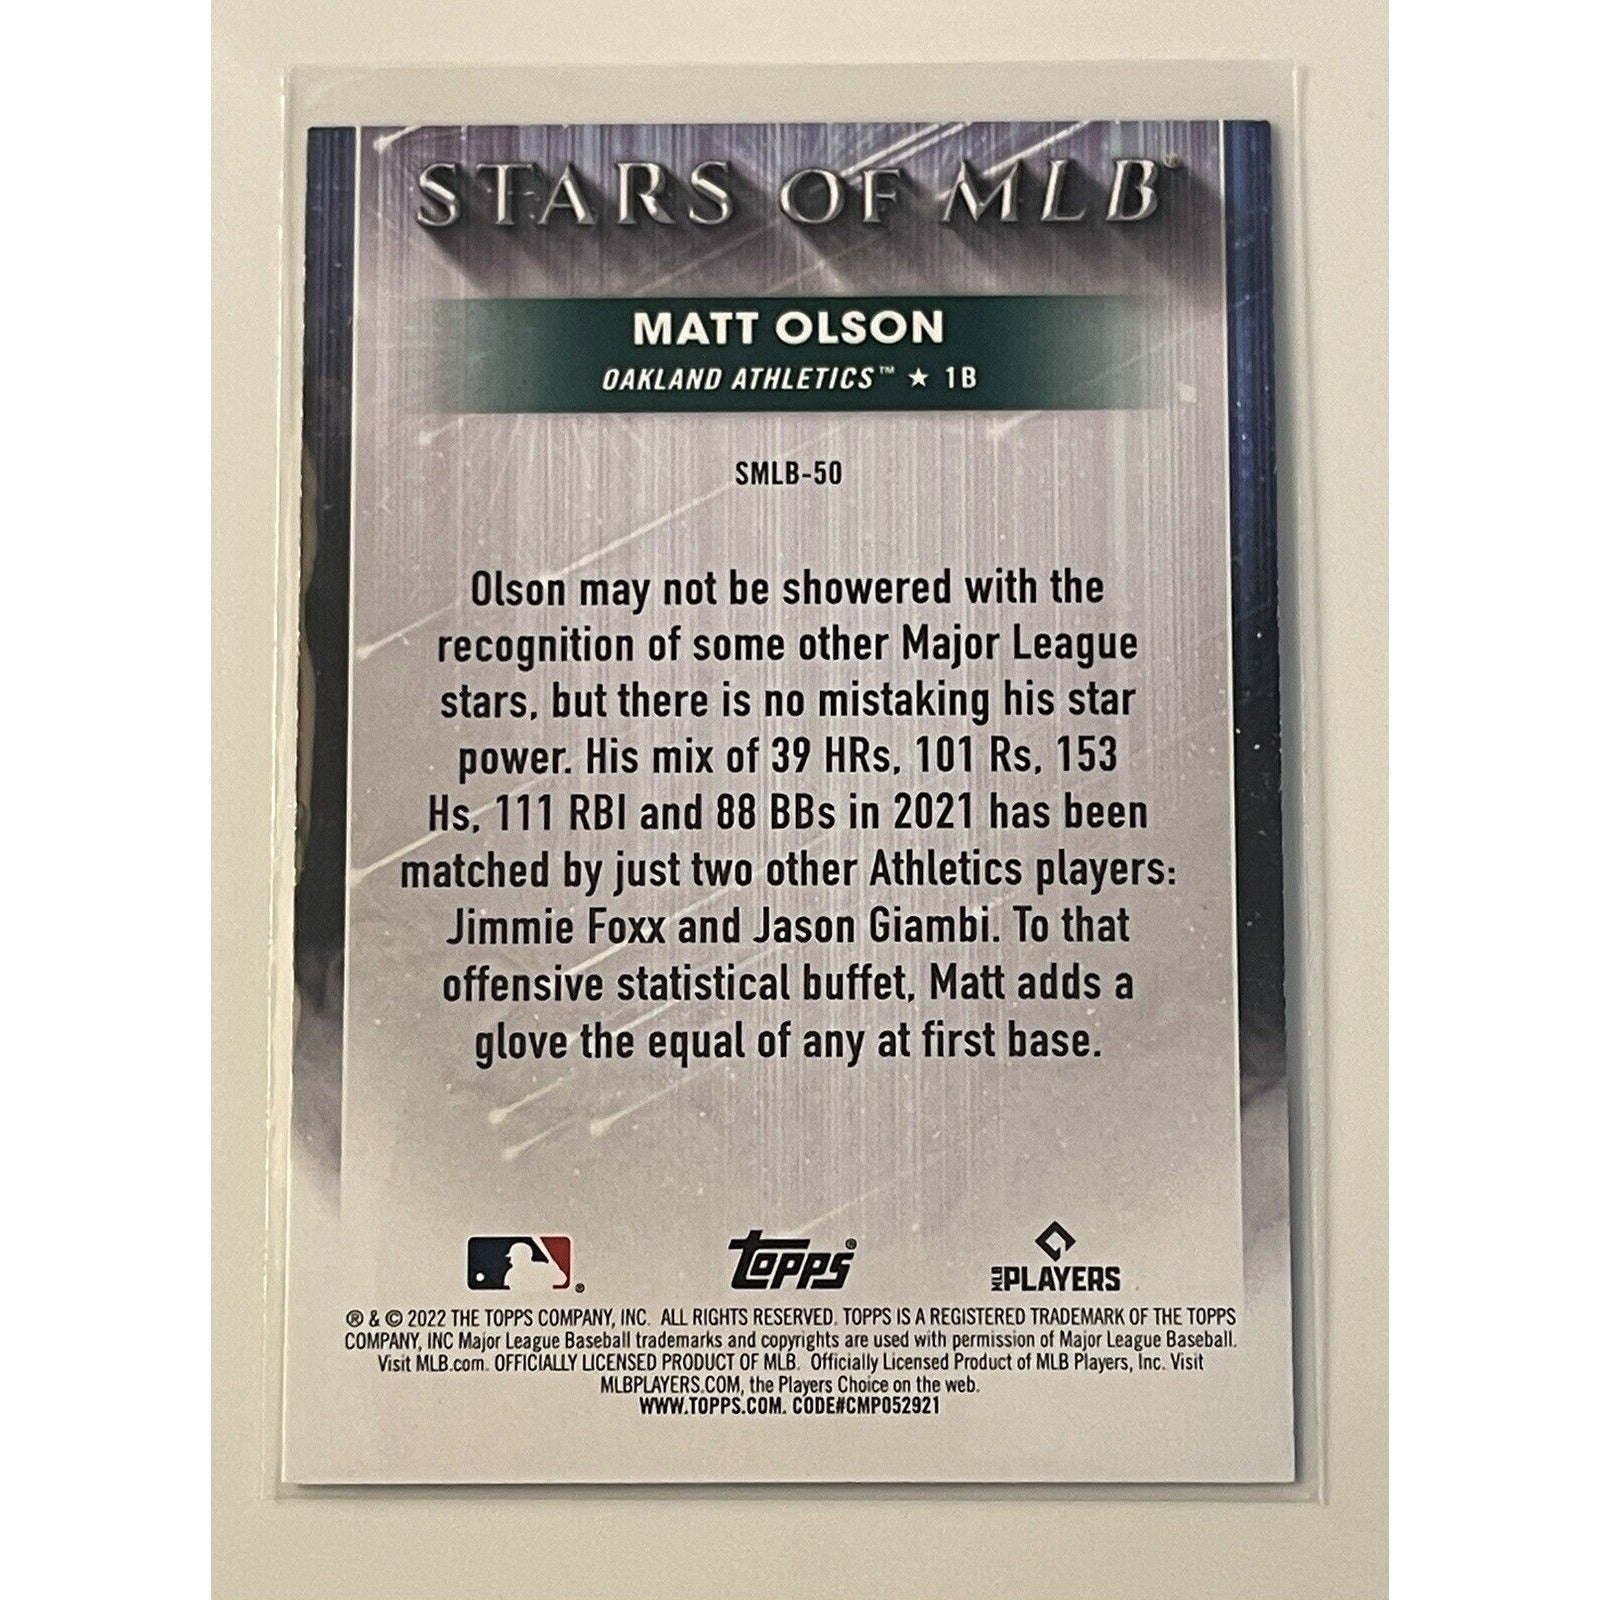 STARS OF MLB®
MATT OLSON
OAKLAND ATHLETICS™ ★ 1B
SMLB-50
Olson may not be showered with the
recognition of some other Major League
stars, but there is no mistaking his star
power. His mix of 39 HRs, 101 Rs, 153
Hs, 111 RBI and 88 BBs in 2021 has been
matched by just two other Athletics players:
Jimmie Foxx and Jason Giambi. To that
offensive statistical buffet, Matt adds a
glove the equal of any at first base.
® topps® MLB PLAYERS
® & © 2022 THE TOPPS COMPANY, INC. ALL RIGHTS RESERVED. TOPPS IS A REGISTERED TRADEMARK OF THE TOPPS
COMPANY, INC Major League Baseball trademarks and copyrights are used with permission of Major League Baseball.
Visit MLB.com. OFFICIALLY LICENSED PRODUCT OF MLB. Officially Licensed Product of MLB Players, Inc. Visit
MLBPLAYERS.COM, the Players Choice on the web.
WWW.TOPPS.COM. CODE#CMP052921